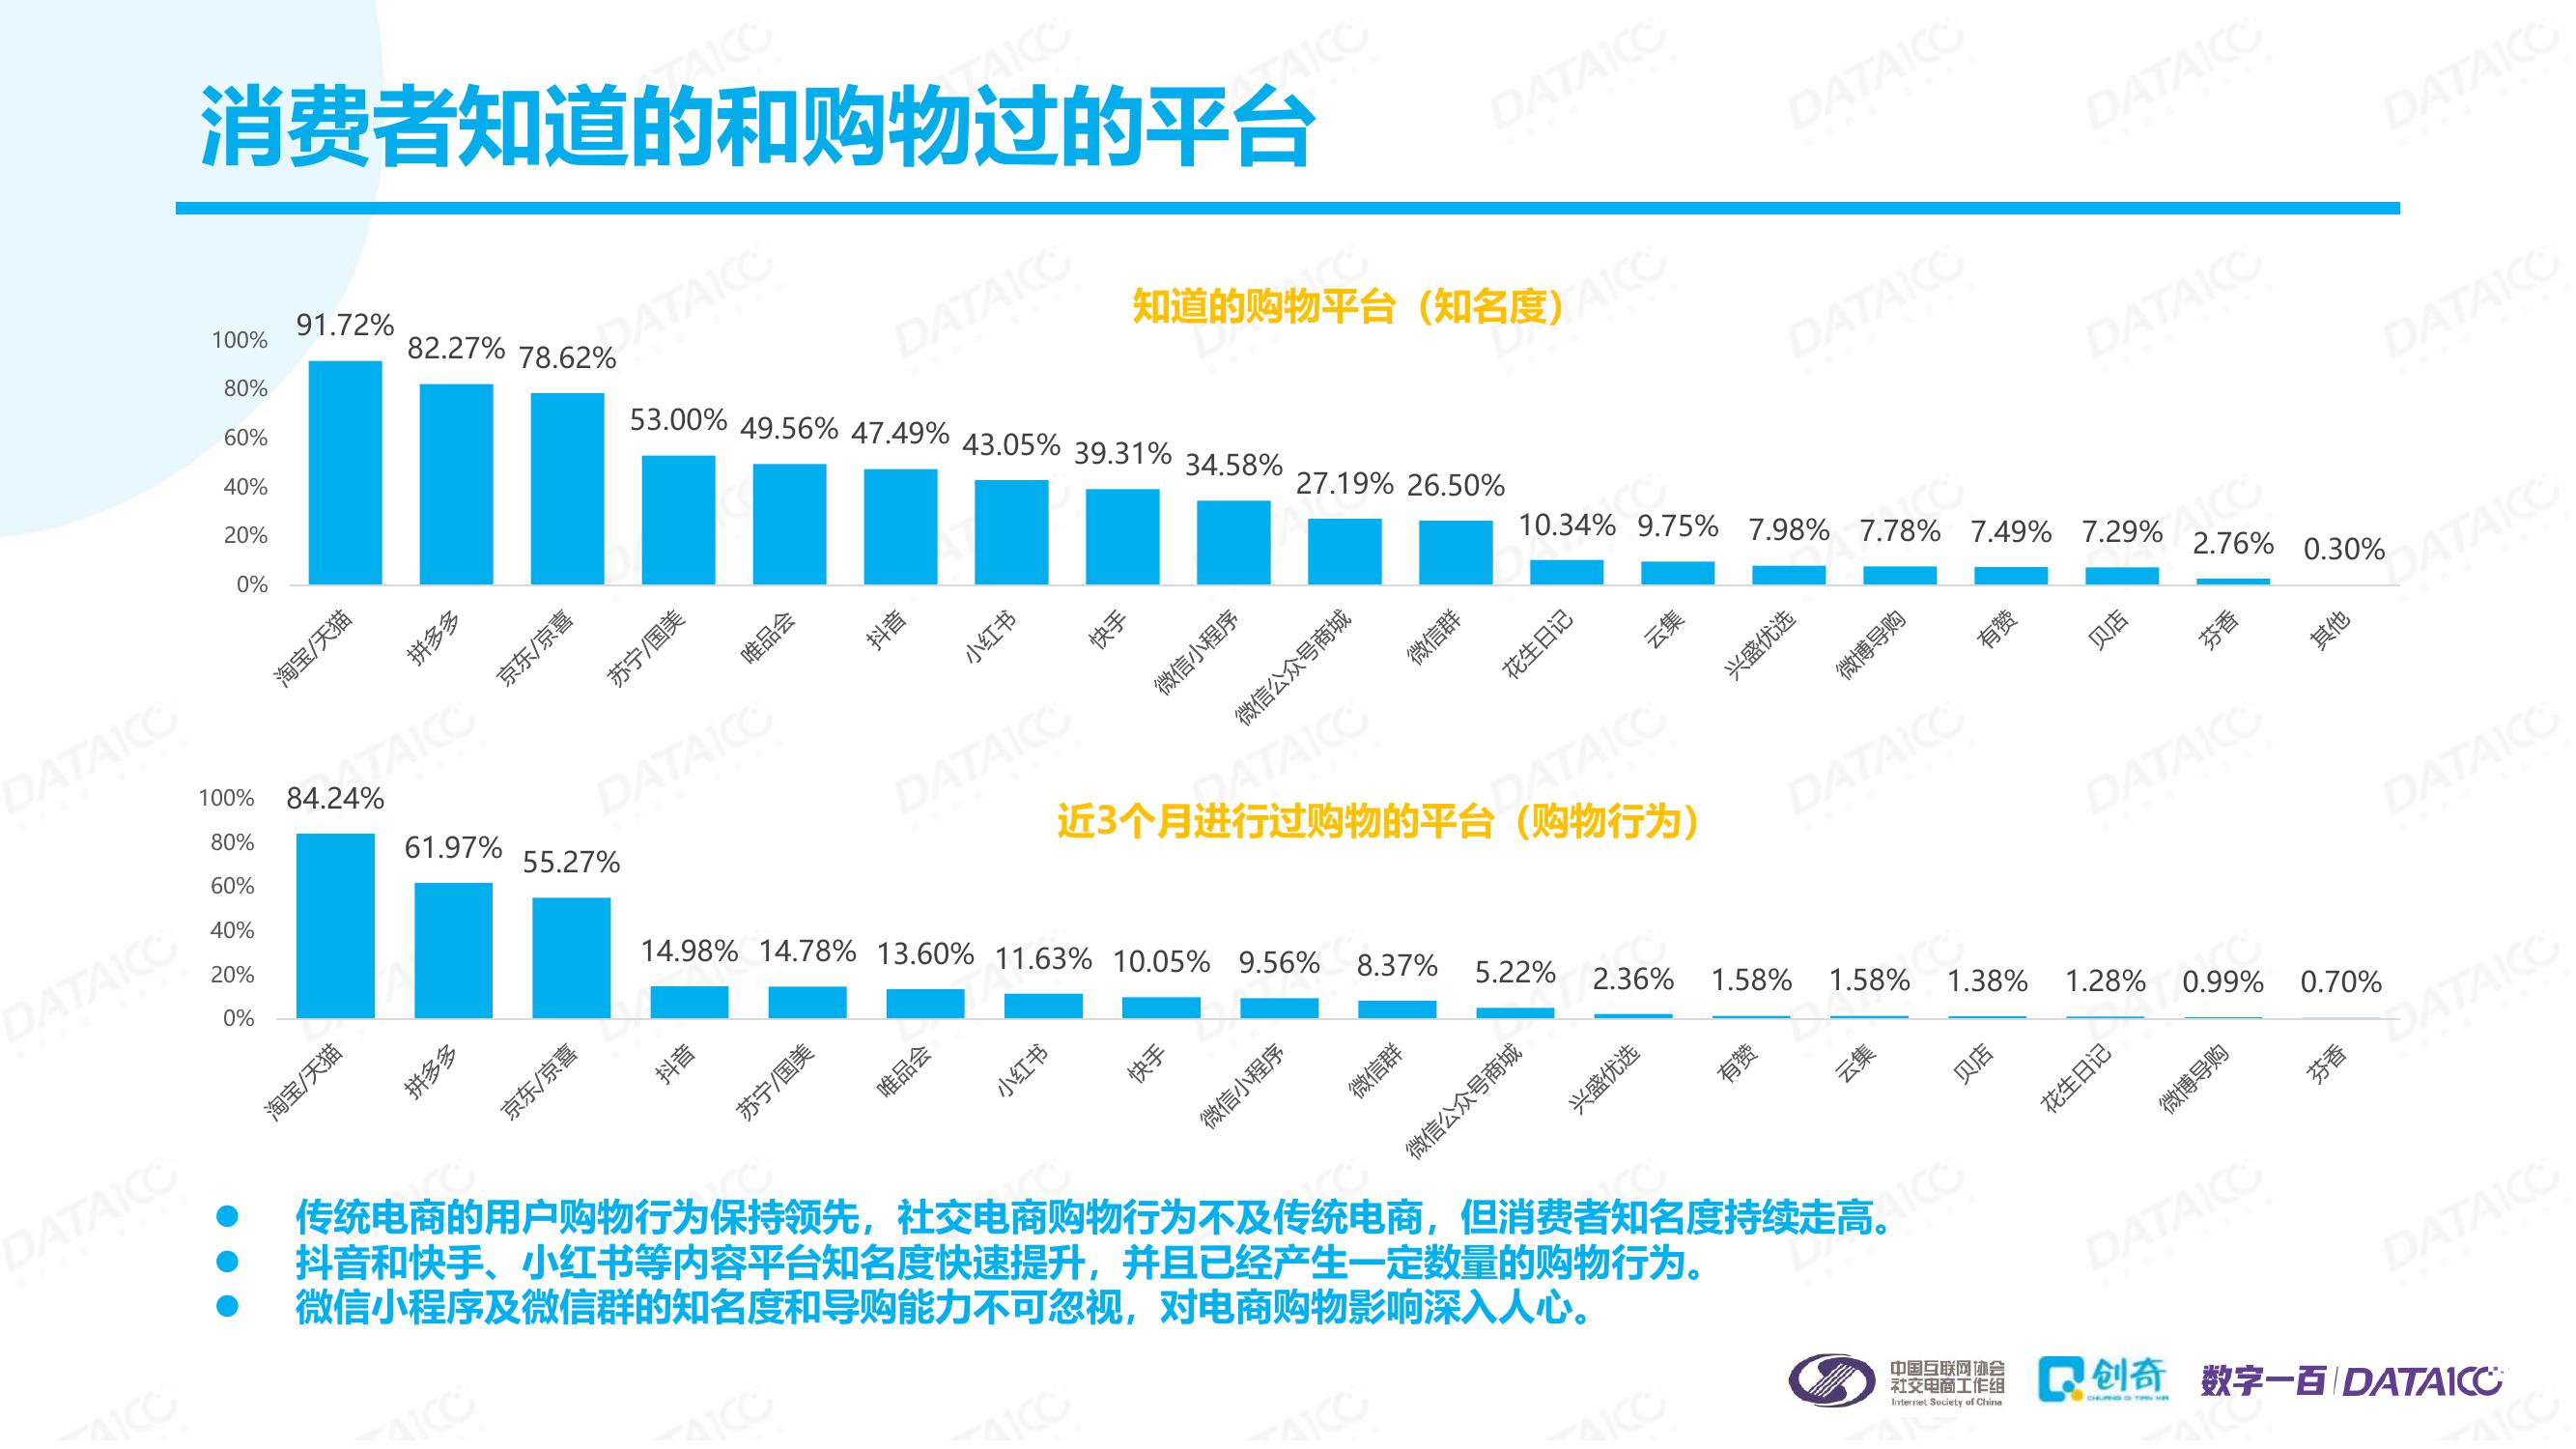 消费者知道的和购物过的平台
知道的购物平台（知名度）
100%
80%
60%
40%
20%
0%
91.72%
82.27%
78.62%
53.00%
49.56%
47.49%
43.05%
39.31%
34.58%
27.19%
26.50%
10.34%
9.75%
7.98%
7.78%
7.49%
7.29%
2.76%
0.30%
淘宝/天猫
拼多多
京东/京喜
苏宁/国美
唯品会
抖音
小红书
快手
微信小程序
微信公众号商城
微信群
花生日记
云集
兴盛优选
微博导购
有赞
贝店
芬香
其他
近3个月进行过购物的平台（购物行为）
100%
80%
60%
40%
20%
0%
84.24%
61.97%
55.27%
14.98%
14.78%
13.60%
11.63%
10.05%
9.56%
8.37%
5.22%
2.36%
1.58%
1.58%
1.38%
1.28%
0.99%
0.70%
淘宝/天猫
拼多多
京东/京喜
抖音
苏宁/国美
唯品会
小红书
快手
微信小程序
微信群
微信公众号商城
兴盛优选
有赞
云集
贝店
花生日记
微博导购
芬香
传统电商的用户购物行为保持领先，社交电商购物行为不及传统电商，但消费者知名度持续走高。
抖音和快手、小红书等内容平台知名度快速提升，并且已经产生一定数量的购物行为。
微信小程序及微信群的知名度和导购能力不可忽视，对电商购物影响深入人心。
中国互联网协会
社交电商工作组
Internet Society of China
创奇
CHUANG QI TIAN XIA
数字一百 | DATA100